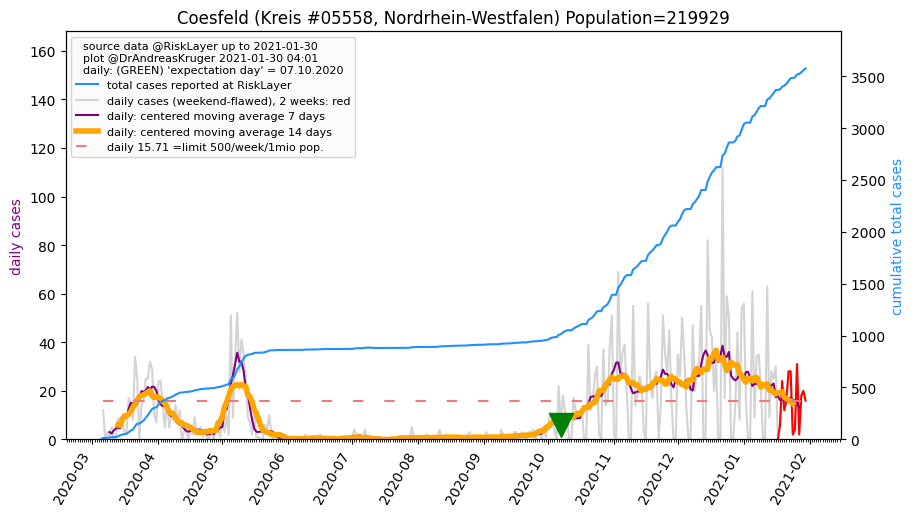 Coesfeld (Kreis #05558, Nordrhein-Westfalen) Population=219929
source data @RiskLayer up to 2021-01-30
plot @DrAndreasKruger 2021-01-30 04:01
daily: (GREEN) 'expectation day' = 07.10.2020
total cases reported at RiskLayer
daily cases (weekend-flawed), 2 weeks: red
daily: centered moving average 7 days
daily: centered moving average 14 days
daily 15.71 =limit 500/week/1mio pop.
daily cases
160
140
120
100
80
60
40
20
0
cumulative total cases
3500
3000
2500
2000
1500
1000
500
0
2020-03
2020-04
2020-05
2020-06
2020-07
2020-08
2020-09
2020-10
2020-11
2020-12
2021-01
2021-02